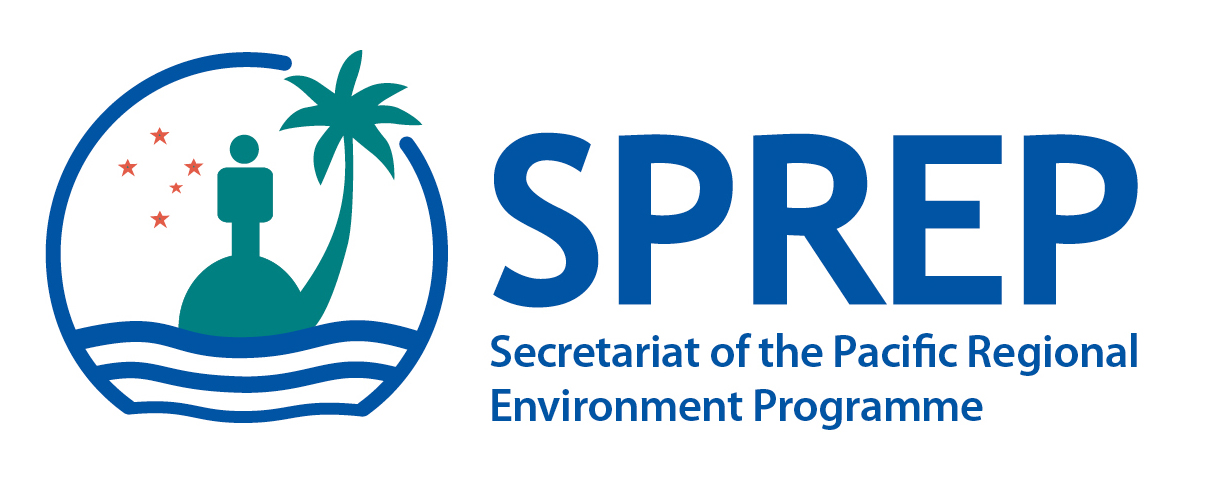 SPREP
Secretariat of the Pacific Regional
Environment Programme